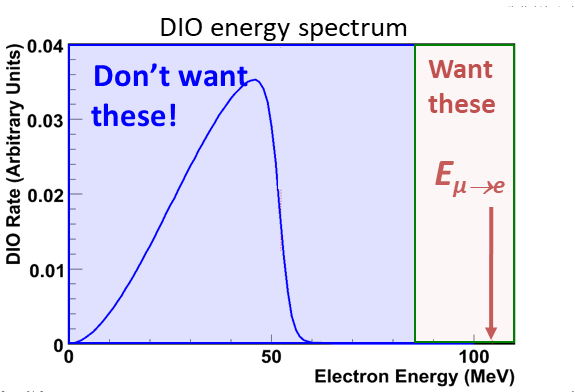 DIO energy spectrum
DIO Rate (Arbitrary Units)
0.04
0.03
0.02
0.01
0
Don't want
these!
Want
these
Eμ→e
0
50
100
Electron Energy (MeV)